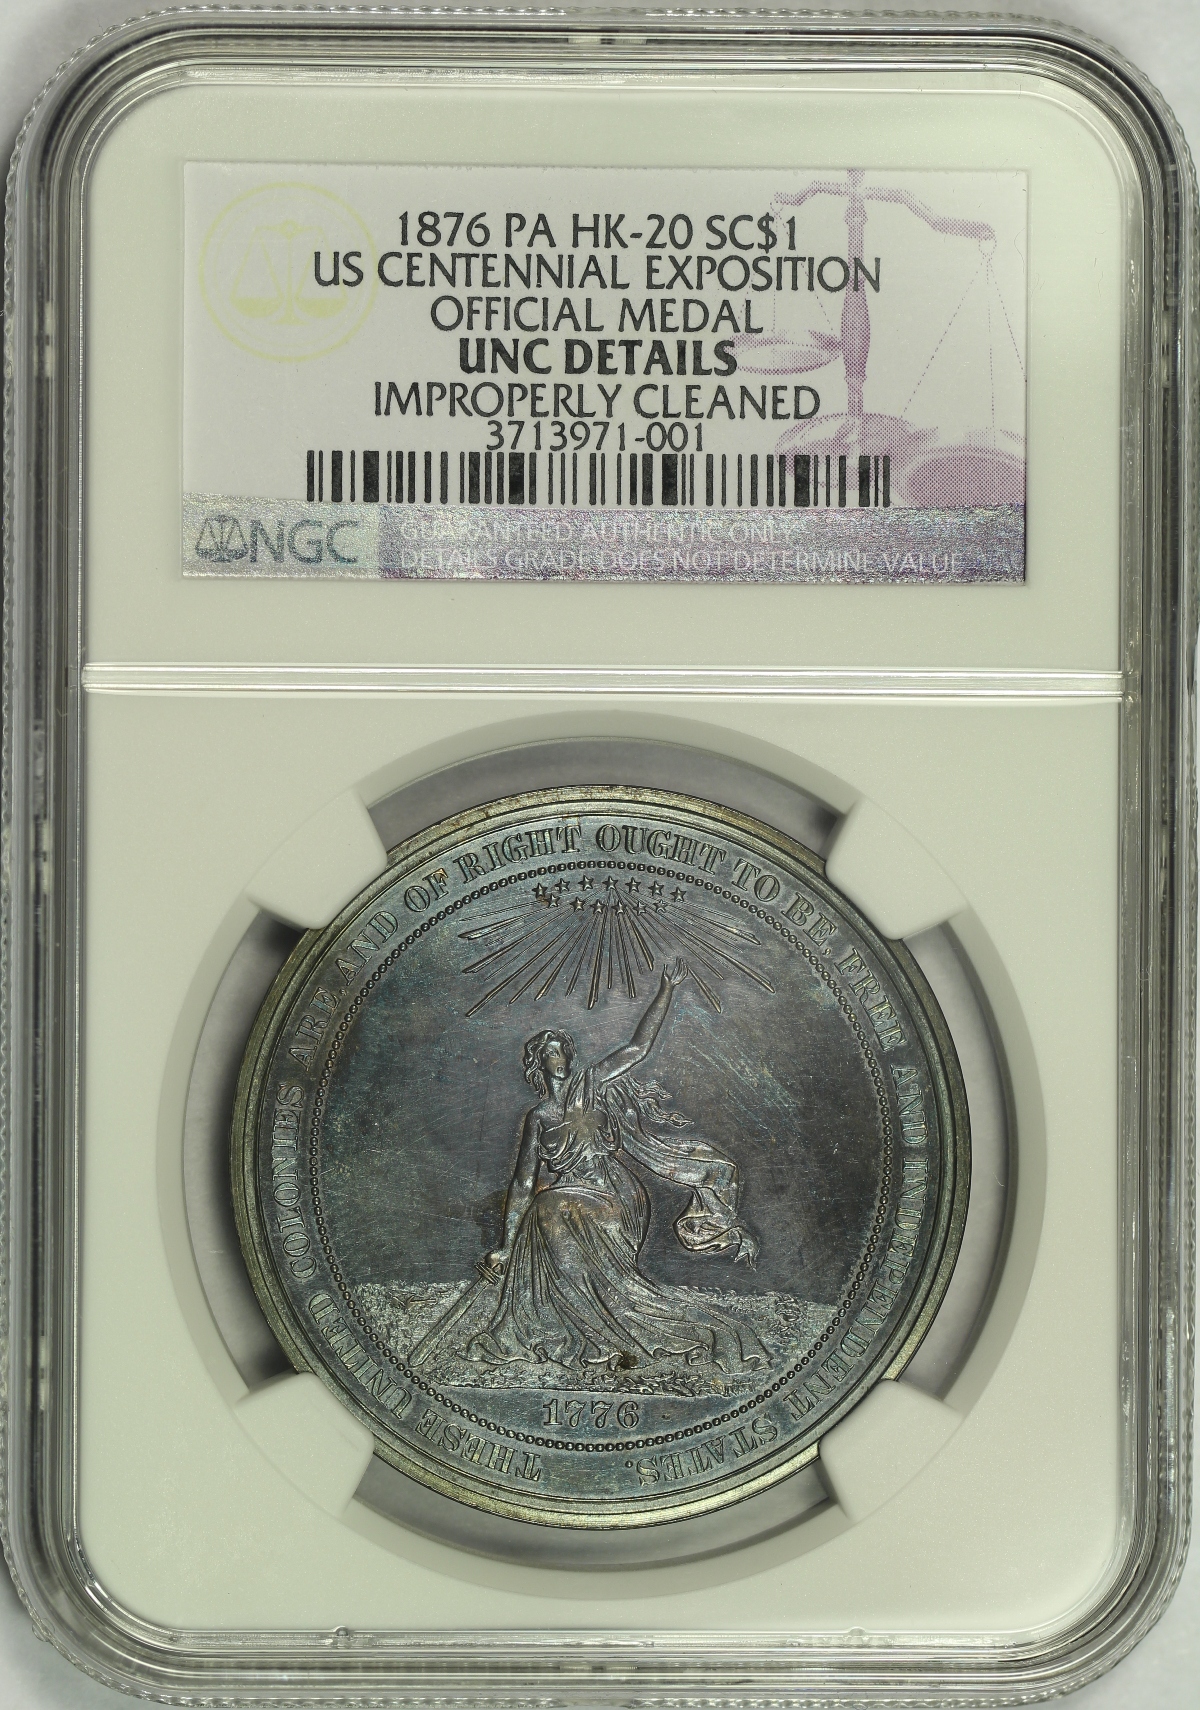 1876 PA HK-20 SC$1
US CENTENNIAL EXPOSITION
OFFICIAL MEDAL
UNC DETAILS
IMPROPERLY CLEANED
3713971-001
NGC
GUARANTEED AUTHENTIC ONLY
DETAILS GRADE DOES NOT DETERMINE VALUE
THESE UNITED COLONIES ARE, AND OF RIGHT OUGHT TO BE, FREE AND INDEPENDENT STATES.
1776